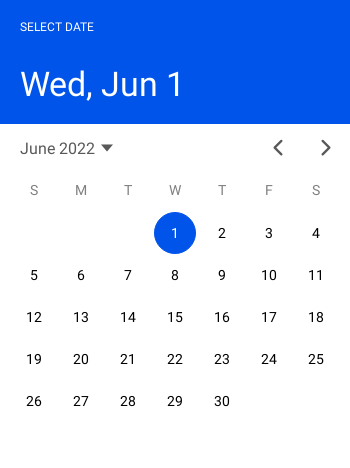 SELECT DATE
Wed, Jun 1
June 2022
S M T W T F S
1 2 3 4
5 6 7 8 9 10 11
12 13 14 15 16 17 18
19 20 21 22 23 24 25
26 27 28 29 30